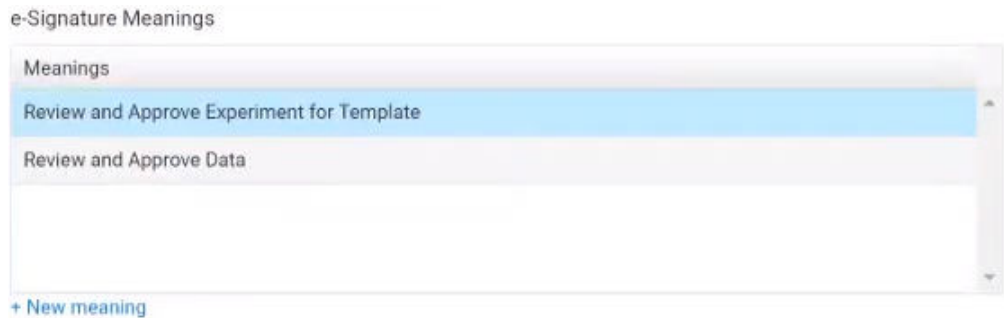 e-Signature Meanings
Meanings
Review and Approve Experiment for Template
Review and Approve Data
+ New meaning